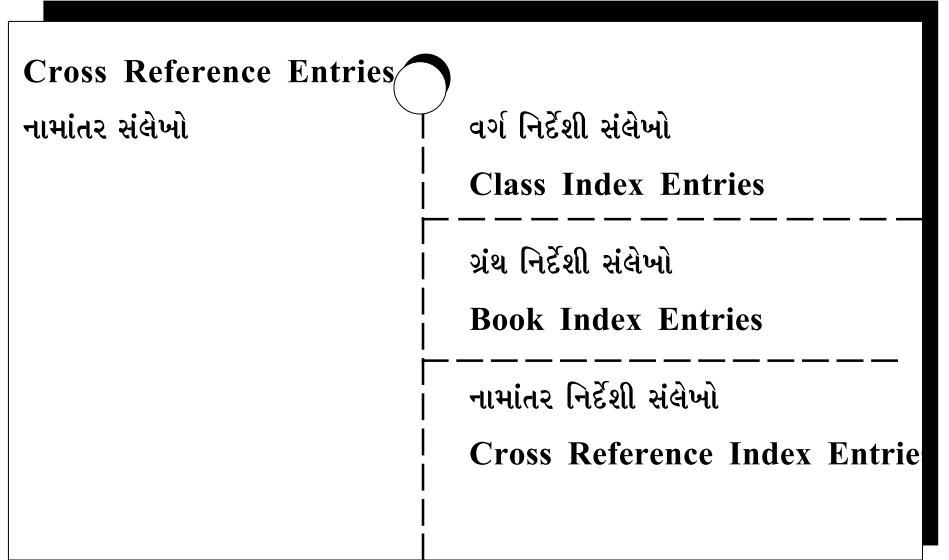 Cross Reference Entries
નામાંતર સંલેખો
વર્ગ નિર્દેશી સંલેખો
Class Index Entries
ગ્રંથ નિર્દેશી સંલેખો
Book Index Entries
નામાંતર નિર્દેશી સંલેખો
Cross Reference Index Entrie